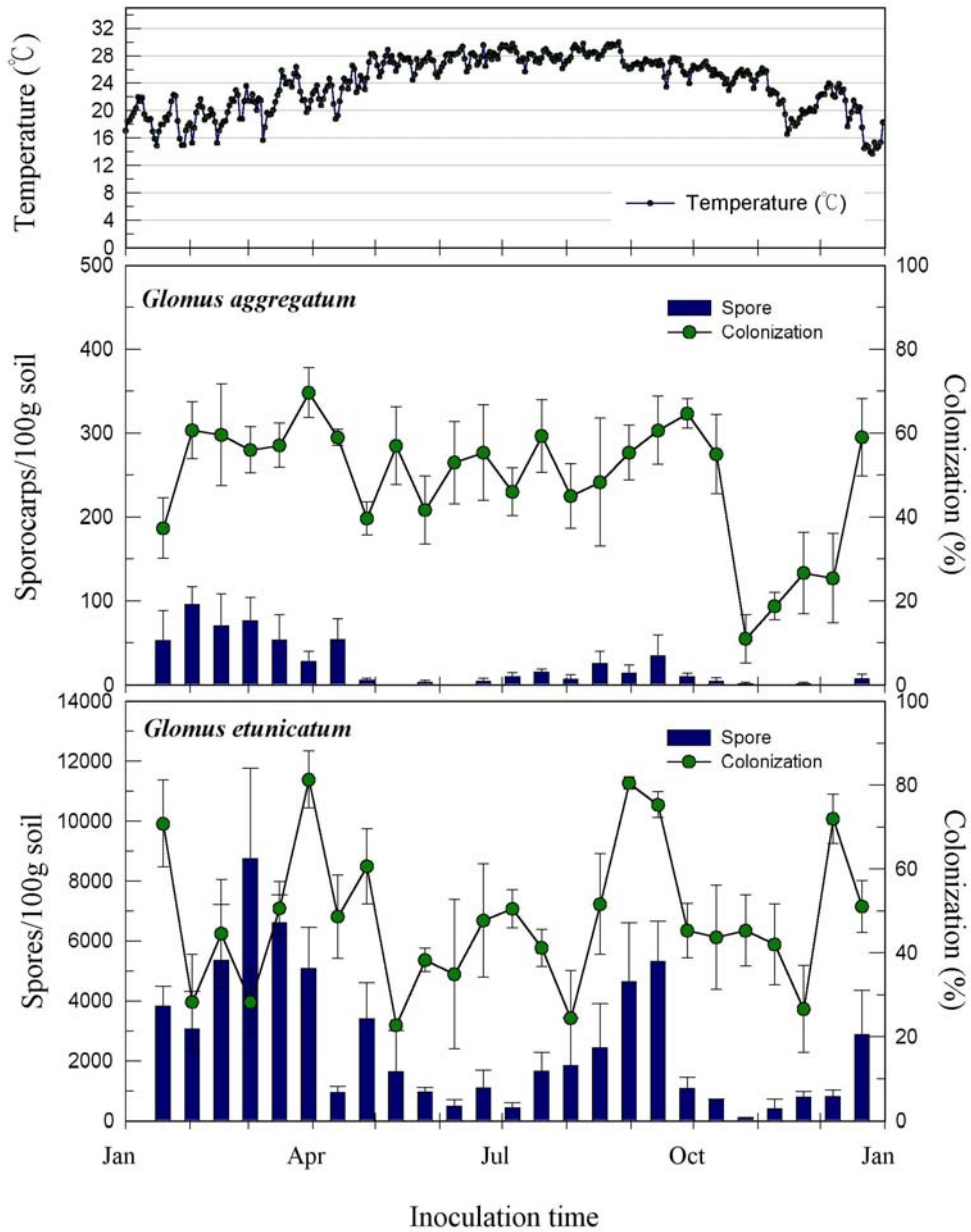 Temperature (℃)
32
28
24
20
16
12
8
4
0
Temperature (℃)
Glomus aggregatum
Sporocarps/100g soil
500
400
300
200
100
0
Spore
Colonization
100
80
60
40
20
0
Colonization (%)
Glomus etunicatum
Spores/100g soil
14000
12000
10000
8000
6000
4000
2000
0
Spore
Colonization
100
80
60
40
20
0
Colonization (%)
Jan Apr Jul Oct Jan
Inoculation time